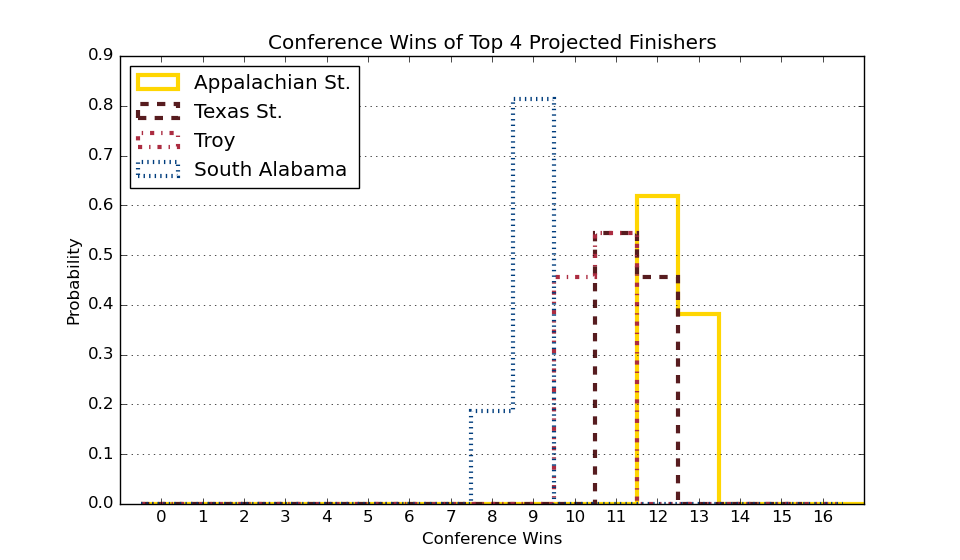 Conference Wins of Top 4 Projected Finishers
0.9
0.8
0.7
0.6
0.5
0.4
0.3
0.2
0.1
0.0
Probability
Appalachian St.
Texas St.
Troy
South Alabama
0 1 2 3 4 5 6 7 8 9 10 11 12 13 14 15 16
Conference Wins